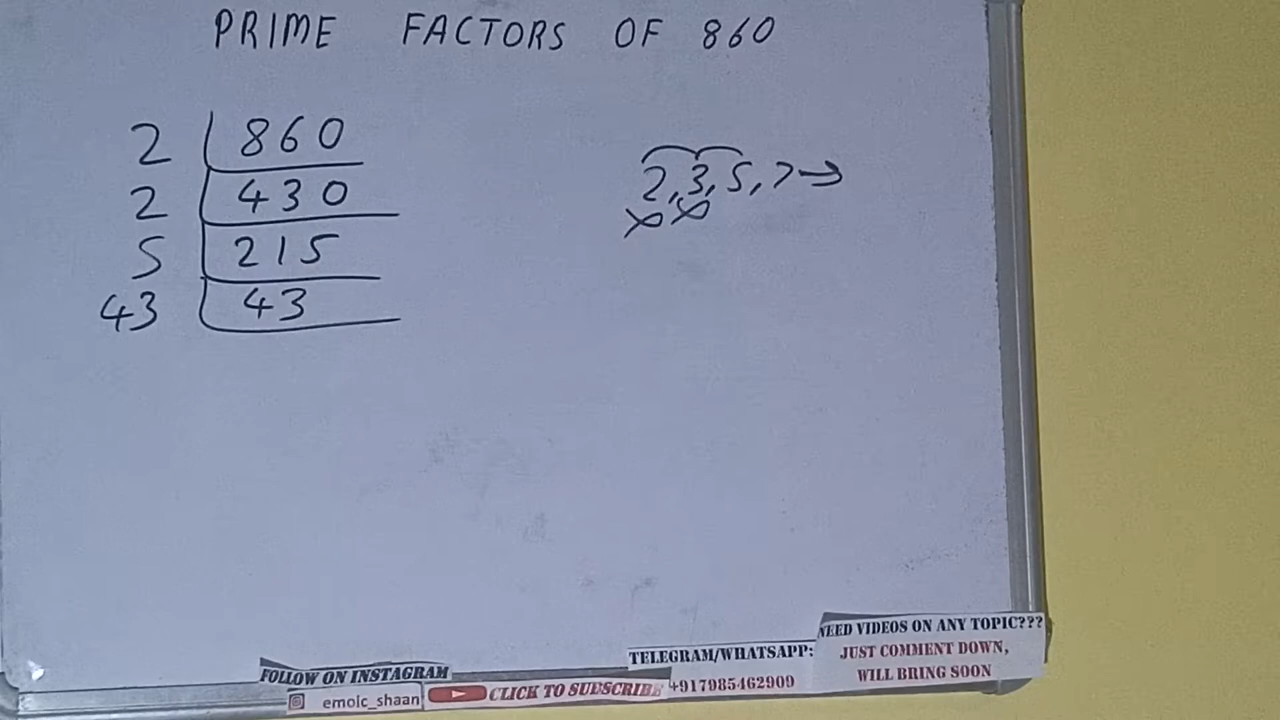 PRIME FACTORS OF 860
2 860
2 430
5 215
43 43
2, 3, 5, 7 →
FOLLOW ON INSTAGRAM
emoic_shaan
CLICK TO SUBSCRIBE
TELEGRAM/WHATSAPP:
+917985462909
NEED VIDEOS ON ANY TOPIC???
JUST COMMENT DOWN,
WILL BRING SOON